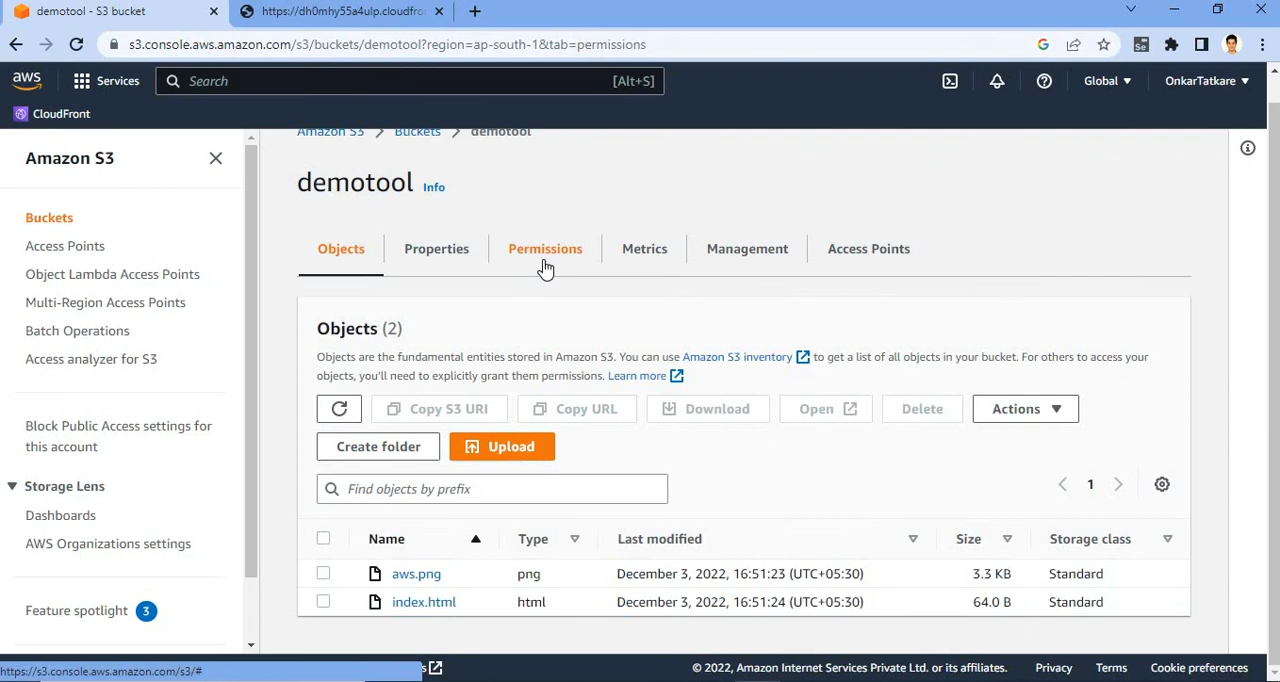 demotool - S3 bucket
https://dh0mhy55a4ulp.cloudfro
s3.console.aws.amazon.com/s3/buckets/demotool?region=ap-south-1&tab=permissions
aws
Services
Search
[Alt+S]
Global
OnkarTatkare
CloudFront
Amazon S3
Buckets
Access Points
Object Lambda Access Points
Multi-Region Access Points
Batch Operations
Access analyzer for S3
Block Public Access settings for
this account
Storage Lens
Dashboards
AWS Organizations settings
Feature spotlight 3
Amazon S3 > Buckets > demotool
demotool Info
Objects
Properties
Permissions
Metrics
Management
Access Points
Objects (2)
Objects are the fundamental entities stored in Amazon S3. You can use Amazon S3 inventory to get a list of all objects in your bucket. For others to access your
objects, you'll need to explicitly grant them permissions. Learn more
Copy S3 URI
Copy URL
Download
Open
Delete
Actions
Create folder
Upload
Find objects by prefix
1
Name Type Last modified Size Storage class
aws.png png December 3, 2022, 16:51:23 (UTC+05:30) 3.3 KB Standard
index.html html December 3, 2022, 16:51:24 (UTC+05:30) 64.0 B Standard
https://s3.console.aws.amazon.com/s3/#
© 2022, Amazon Internet Services Private Ltd. or its affiliates.
Privacy
Terms
Cookie preferences